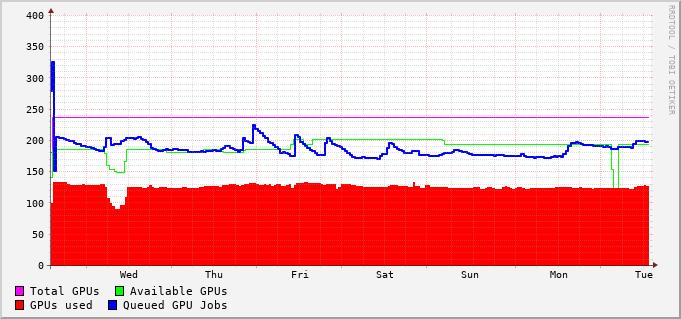 400
350
300
250
200
150
100
50
0
Wed Thu Fri Sat Sun Mon Tue
Total GPUs Available GPUs
GPUs used Queued GPU Jobs
RRDTOOL / TOBI OETIKER